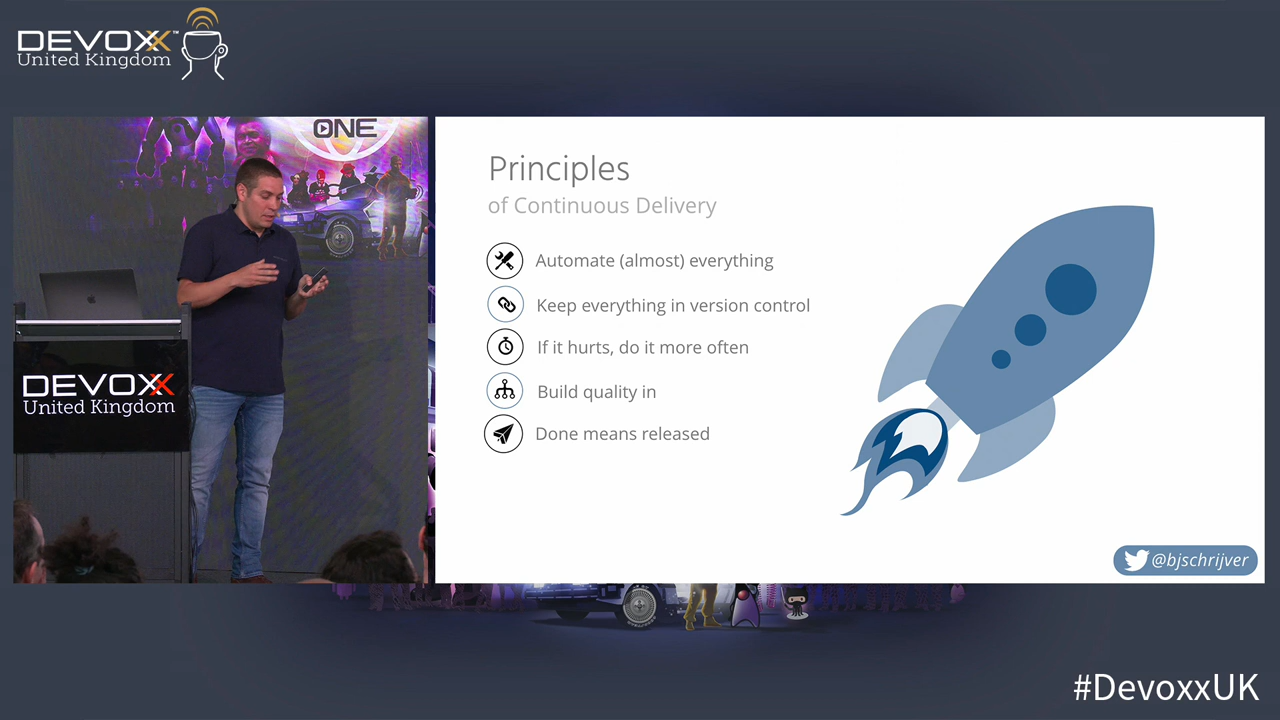 DEVOXX™
United Kingdom
ONE
DEVOXX
United Kingdom
Principles
of Continuous Delivery
Automate (almost) everything
Keep everything in version control
If it hurts, do it more often
Build quality in
Done means released
@bjschrijver
#DevoxxUK